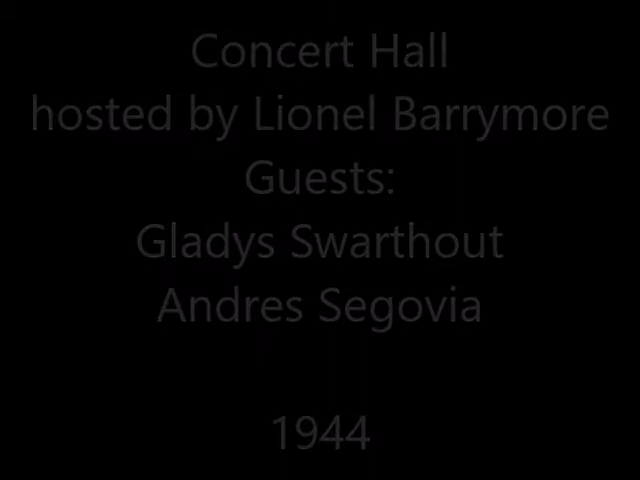 Concert Hall
hosted by Lionel Barrymore
Guests:
Gladys Swarthout
Andres Segovia
1944